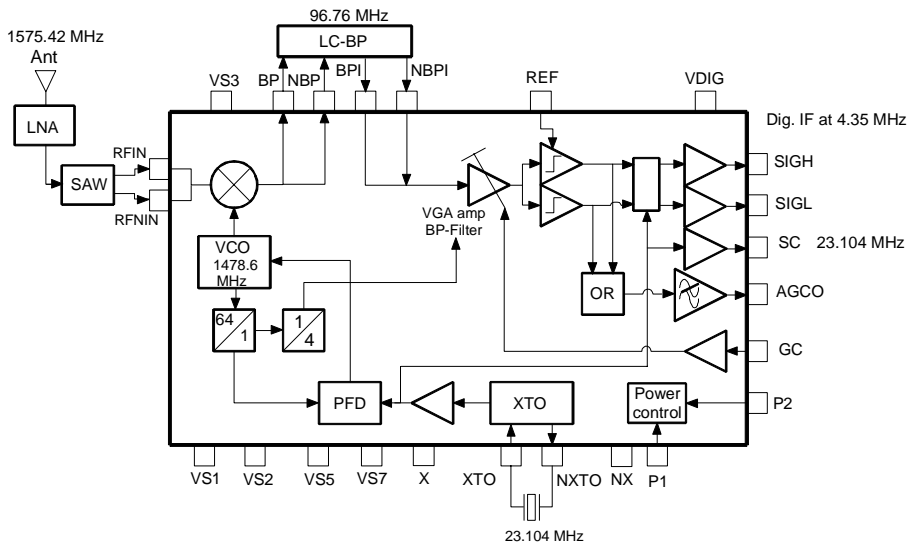 96.76 MHz
1575.42 MHz
Ant
LC-BP
VS3
BP
NBP
BPI
NBPI
REF
VDIG
LNA
Dig. IF at 4.35 MHz
RFIN
SAW
RFNIN
SIGH
SIGL
VGA amp
BP-Filter
VCO
1478.6
MHz
SC 23.104 MHz
OR
AGCO
64
1
1
4
GC
PFD
XTO
Power
control
P2
VS1
VS2
VS5
VS7
X
XTO
NXTO
NX
P1
23.104 MHz